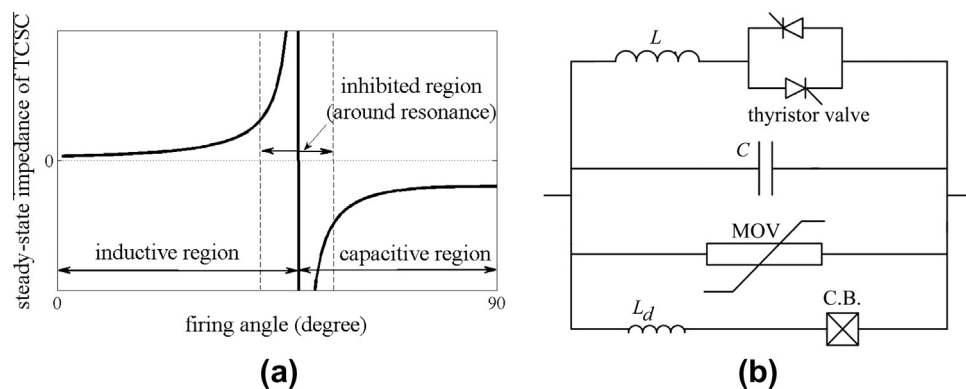 steady-state impedance of TCSC
0
inhibited region
(around resonance)
inductive region
capacitive region
0
90
firing angle (degree)
(a)
L
thyristor valve
C
MOV
L_d
C.B.
(b)